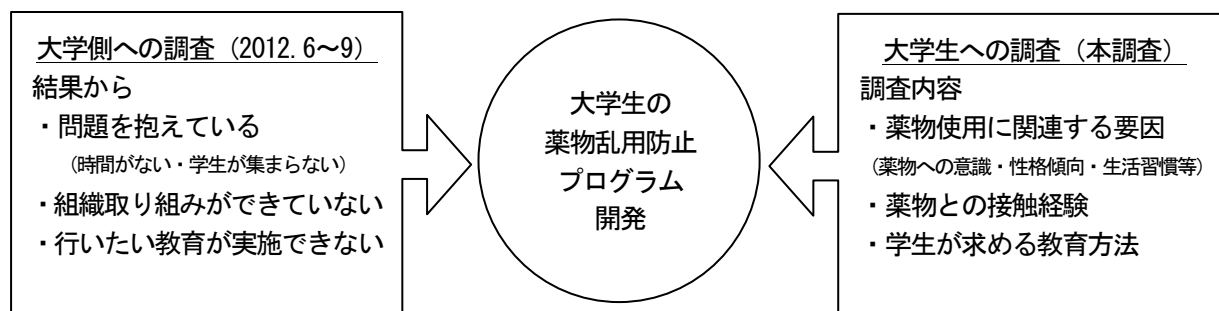 大学側への調査（2012.6～9）
結果から
・問題を抱えている
（時間がない・学生が集まらない）
・組織取り組みができていない
・行いたい教育が実施できない
大学生の
薬物乱用防止
プログラム
開発
大学生への調査（本調査）
調査内容
・薬物使用に関連する要因
（薬物への意識・性格傾向・生活習慣等）
・薬物との接触経験
・学生が求める教育方法